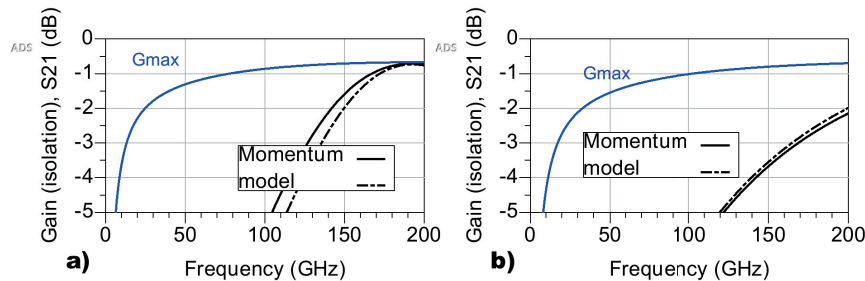 ADS
Gain (isolation), S21 (dB)
0
-1
-2
-3
-4
-5
Gmax
Momentum
model
0
50
100
150
200
a)
Frequency (GHz)
ADS
Gain (isolation), S21 (dB)
0
-1
-2
-3
-4
-5
Gmax
Momentum
model
0
50
100
150
200
b)
Frequency (GHz)